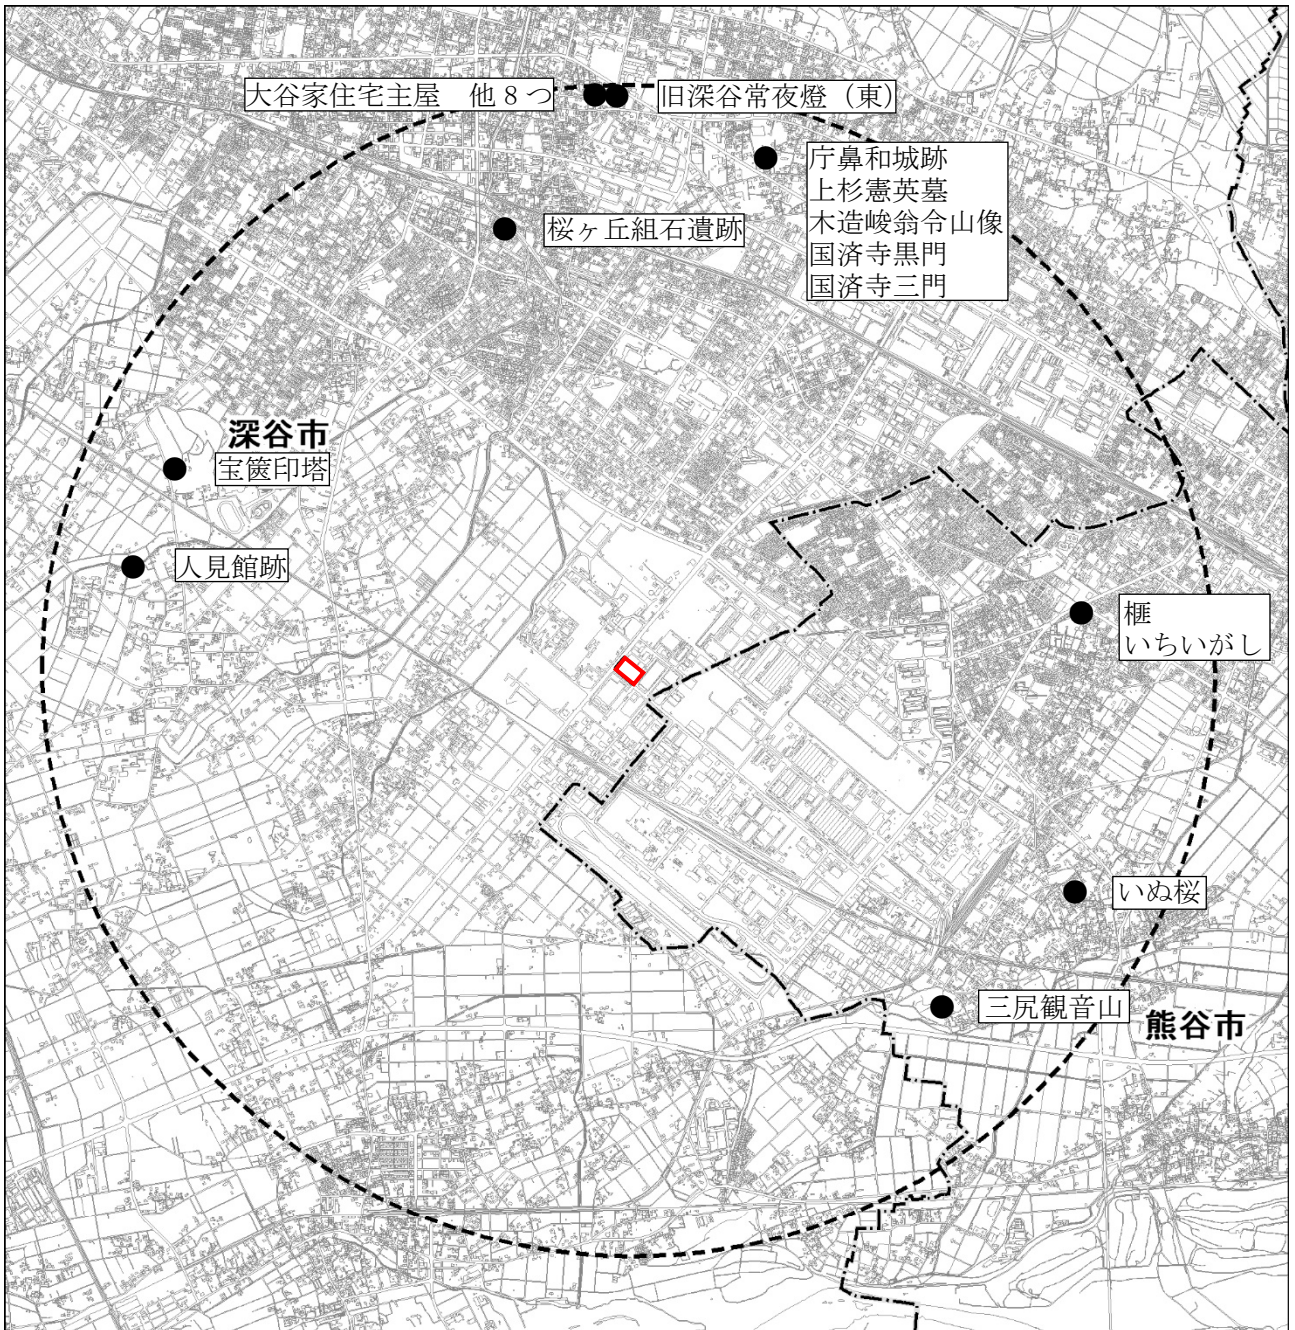 大谷家住宅主屋 他8つ
旧深谷常夜燈（東）
庁鼻和城跡
上杉憲英墓
木造峻翁令山像
国済寺黒門
国済寺三門
桜ヶ丘組石遺跡
深谷市
宝篋印塔
人見館跡
榧
いちいがし
いぬ桜
三尻観音山
熊谷市